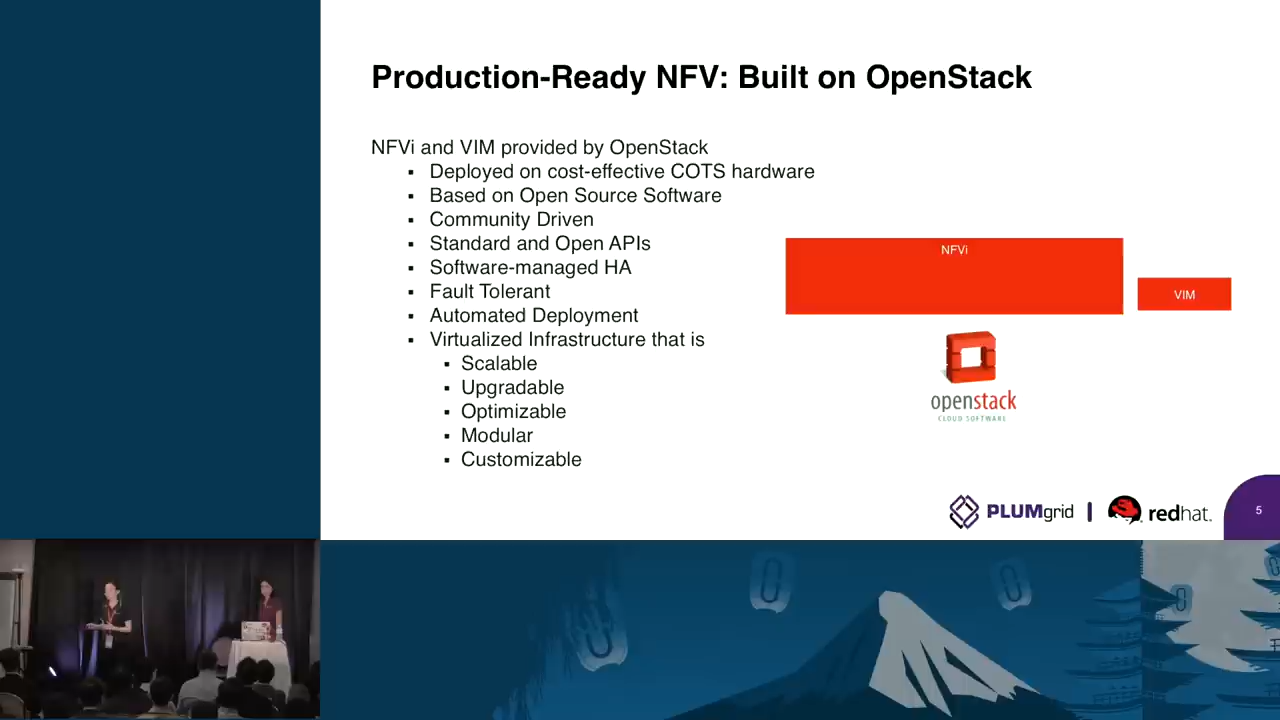 Production-Ready NFV: Built on OpenStack
NFVi and VIM provided by OpenStack
Deployed on cost-effective COTS hardware
Based on Open Source Software
Community Driven
Standard and Open APIs
Software-managed HA
Fault Tolerant
Automated Deployment
Virtualized Infrastructure that is
Scalable
Upgradable
Optimizable
Modular
Customizable
NFVi
VIM
openstack
CLOUD SOFTWARE
PLUMgrid | redhat.
5